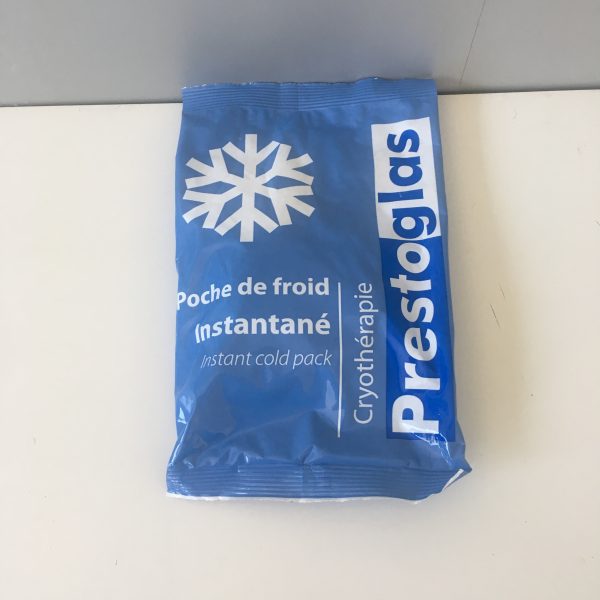 Poche de froid
Instantané
Instant cold pack
Cryothérapie
Prestoglas